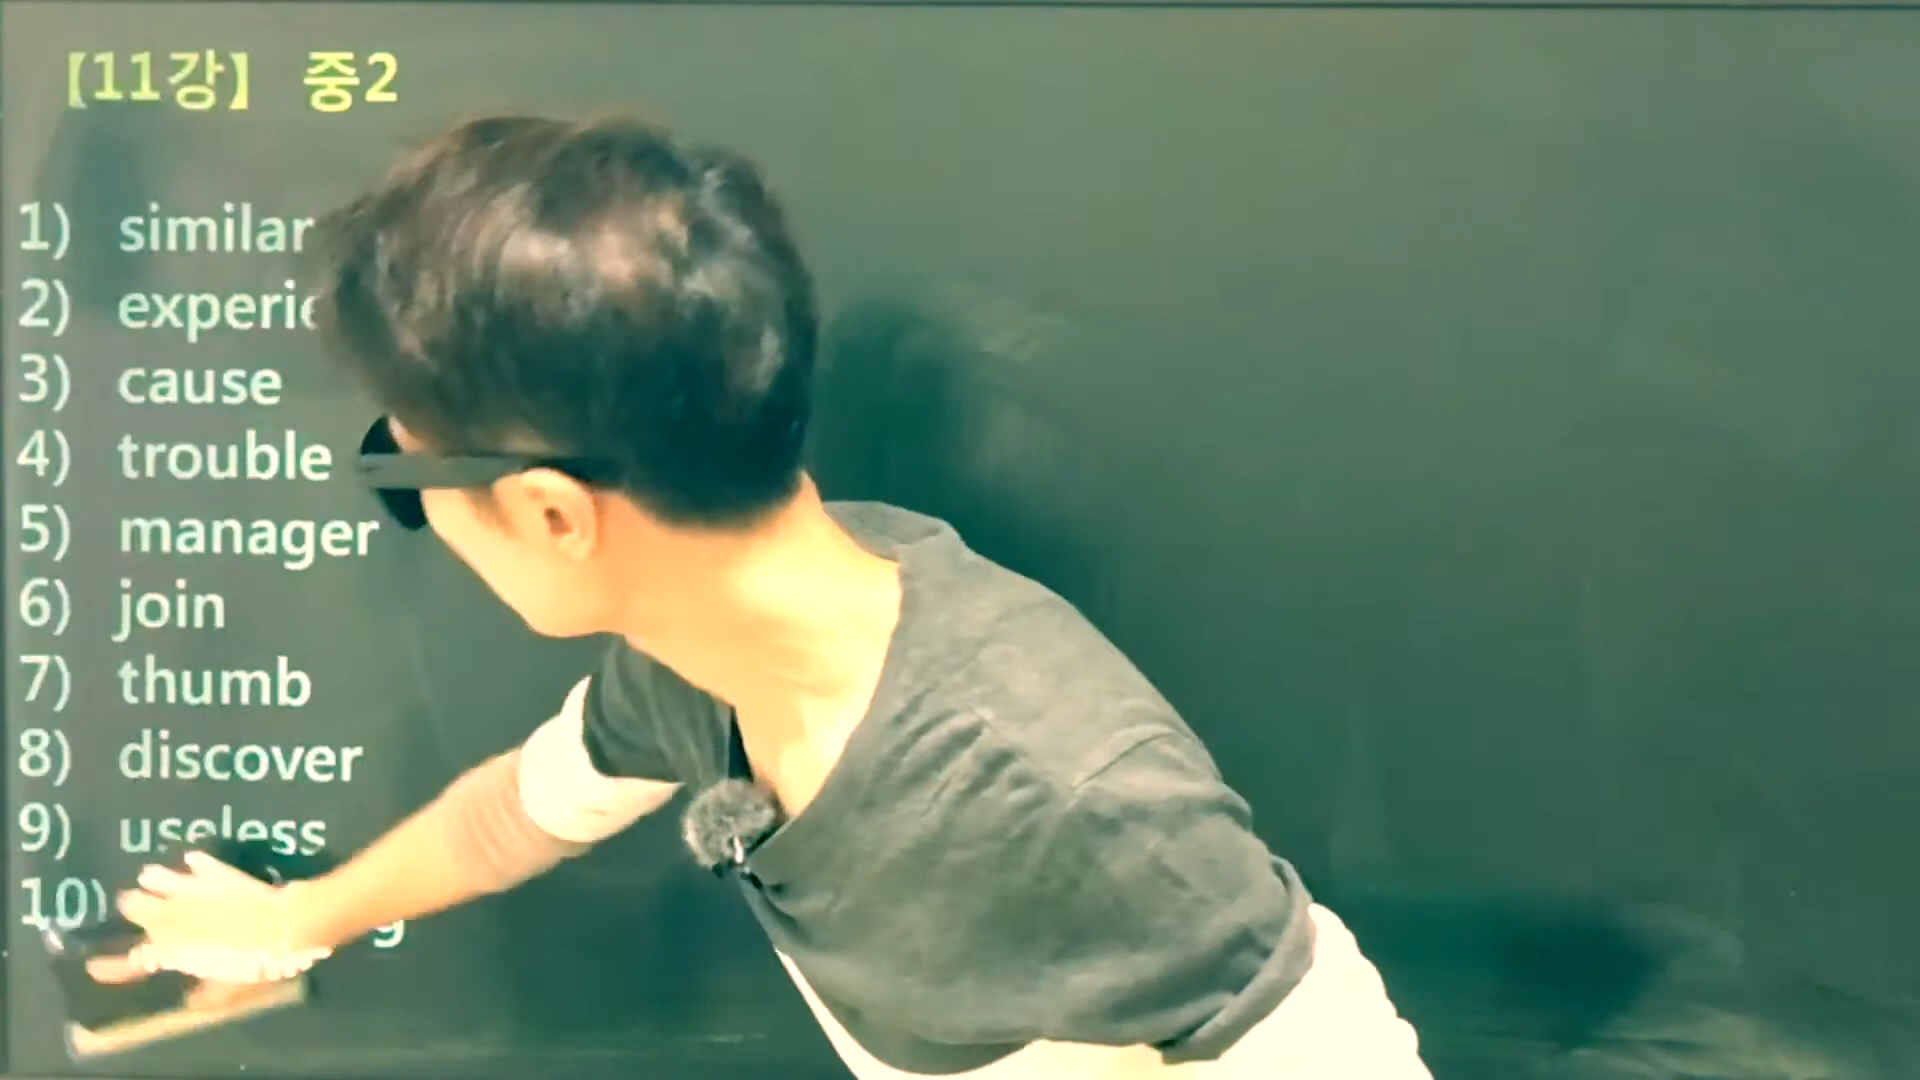 【11강】 중2
1) similar
2) experie
3) cause
4) trouble
5) manager
6) join
7) thumb
8) discover
9) useless
10)